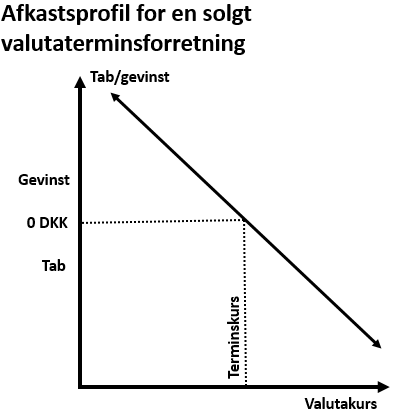 Afkastsprofil for en solgt
valutaterminsforretning
Tab/gevinst
Gevinst
0 DKK
Tab
Terminskurs
Valutakurs